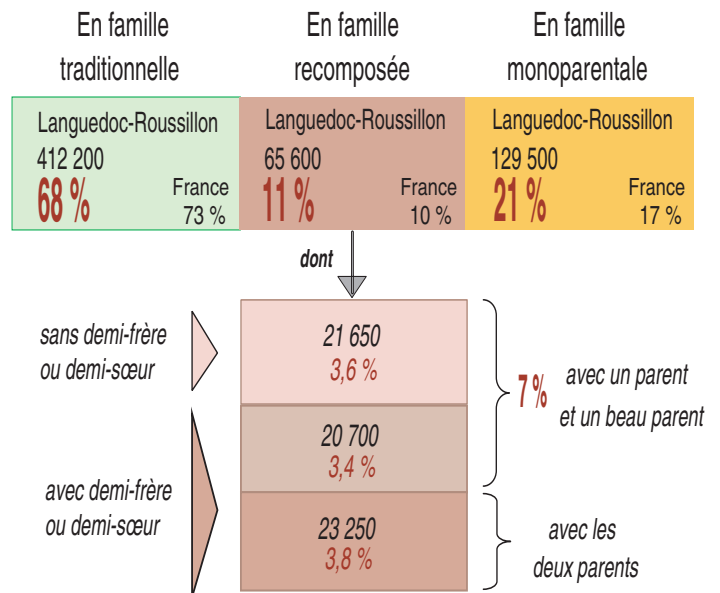 En famille
traditionnelle
En famille
recomposée
En famille
monoparentale
Languedoc-Roussillon
412 200
68 %
France
73 %
Languedoc-Roussillon
65 600
11 %
France
10 %
Languedoc-Roussillon
129 500
21 %
France
17 %
dont
sans demi-frère
ou demi-sœur
21 650
3,6 %
7 %
avec un parent
et un beau parent
20 700
3,4 %
avec demi-frère
ou demi-sœur
23 250
3,8 %
avec les
deux parents